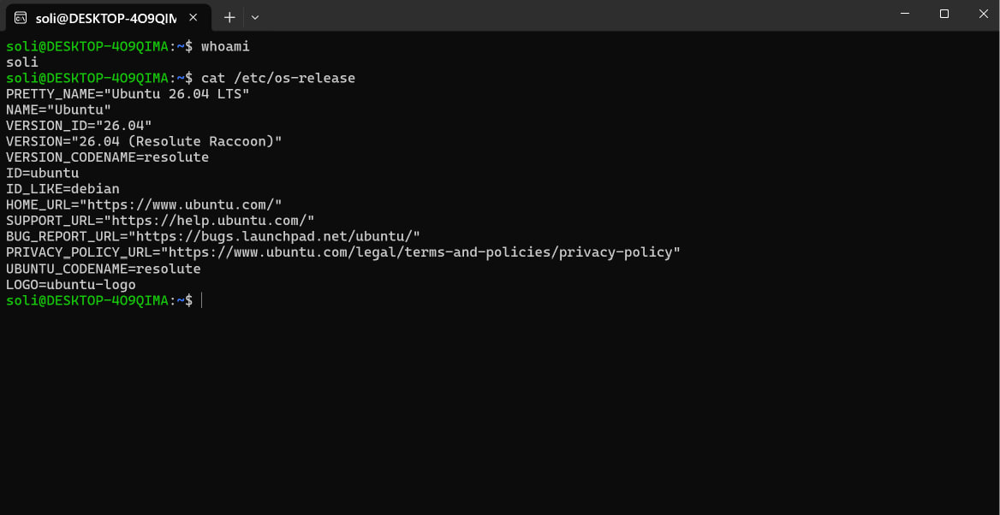 soli@DESKTOP-4O9QIM
soli@DESKTOP-4O9QIMA:~$ whoami
soli
soli@DESKTOP-4O9QIMA:~$ cat /etc/os-release
PRETTY_NAME="Ubuntu 26.04 LTS"
NAME="Ubuntu"
VERSION_ID="26.04"
VERSION="26.04 (Resolute Raccoon)"
VERSION_CODENAME=resolute
ID=ubuntu
ID_LIKE=debian
HOME_URL="https://www.ubuntu.com/"
SUPPORT_URL="https://help.ubuntu.com/"
BUG_REPORT_URL="https://bugs.launchpad.net/ubuntu/"
PRIVACY_POLICY_URL="https://www.ubuntu.com/legal/terms-and-policies/privacy-policy"
UBUNTU_CODENAME=resolute
LOGO=ubuntu-logo
soli@DESKTOP-4O9QIMA:~$